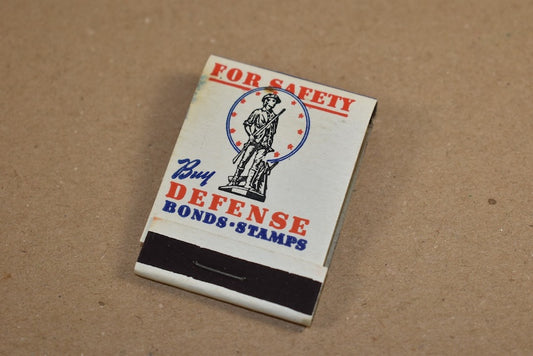 FOR SAFETY
Buy
DEFENSE
BONDS·STAMPS